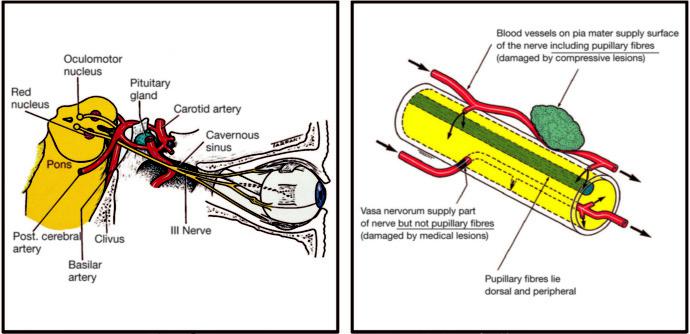 Oculomotor
nucleus
Red
nucleus
Pituitary
gland
Carotid artery
Cavernous
sinus
Pons
Post. cerebral
artery
Clivus
III Nerve
Basilar
artery
Blood vessels on pia mater supply surface
of the nerve including pupillary fibres
(damaged by compressive lesions)
Vasa nervorum supply part
of nerve but not pupillary fibres
(damaged by medical lesions)
Pupillary fibres lie
dorsal and peripheral